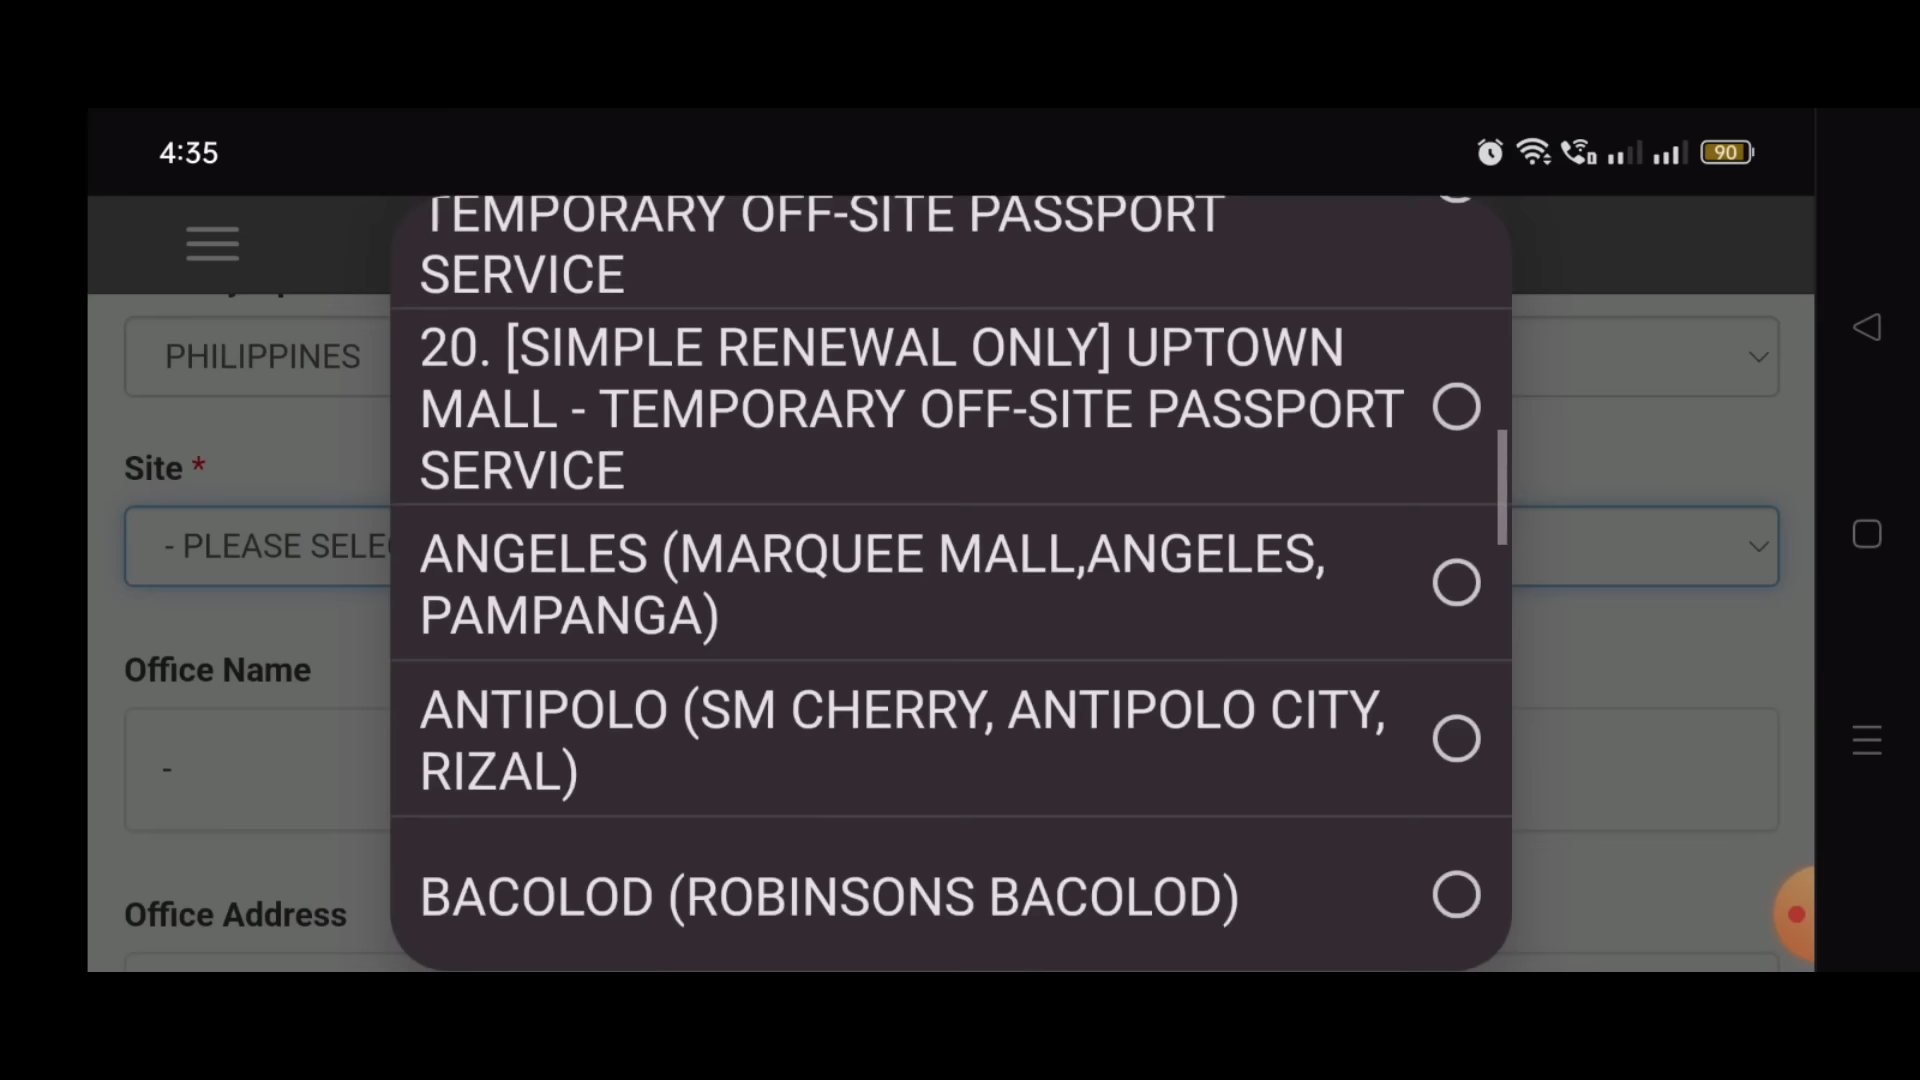 4:35
90
TEMPORARY OFF-SITE PASSPORT
SERVICE
20. [SIMPLE RENEWAL ONLY] UPTOWN
MALL - TEMPORARY OFF-SITE PASSPORT
SERVICE
ANGELES (MARQUEE MALL,ANGELES,
PAMPANGA)
ANTIPOLO (SM CHERRY, ANTIPOLO CITY,
RIZAL)
BACOLOD (ROBINSONS BACOLOD)
PHILIPPINES
Site *
- PLEASE SELE
Office Name
-
Office Address